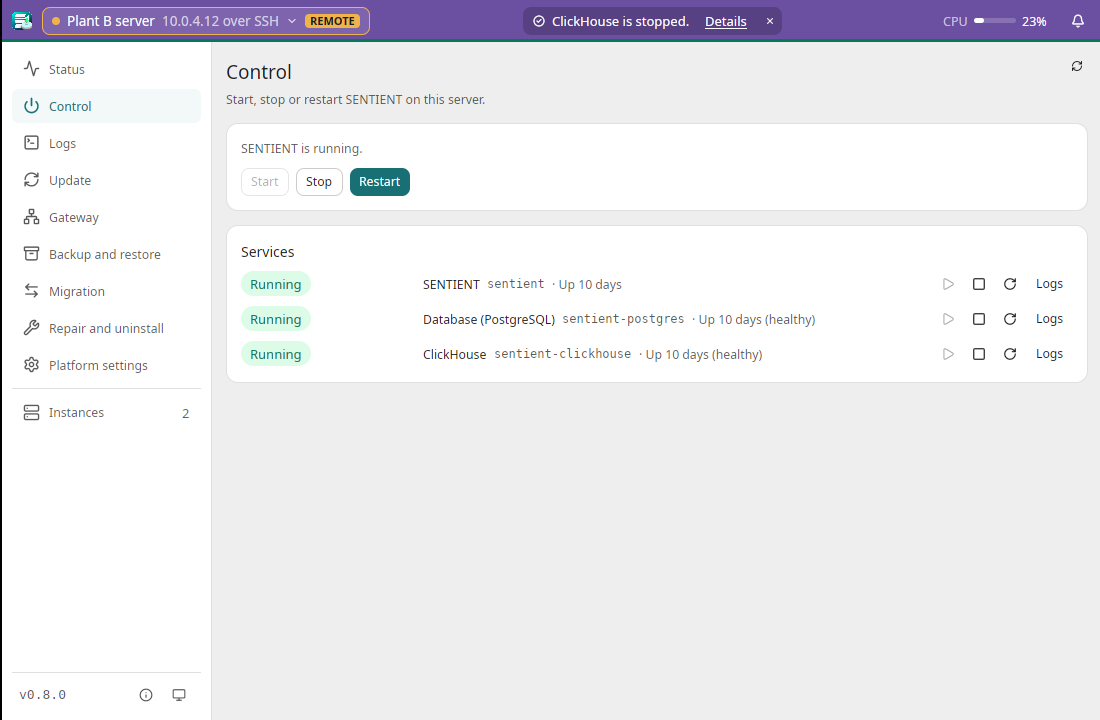 Plant B server 10.0.4.12 over SSH REMOTE
ClickHouse is stopped. Details ×
CPU 23%
Status
Control
Logs
Update
Gateway
Backup and restore
Migration
Repair and uninstall
Platform settings
Instances 2
v0.8.0
Control
Start, stop or restart SENTIENT on this server.
SENTIENT is running.
Start Stop Restart
Services
Running SENTIENT sentient · Up 10 days Logs
Running Database (PostgreSQL) sentient-postgres · Up 10 days (healthy) Logs
Running ClickHouse sentient-clickhouse · Up 10 days (healthy) Logs